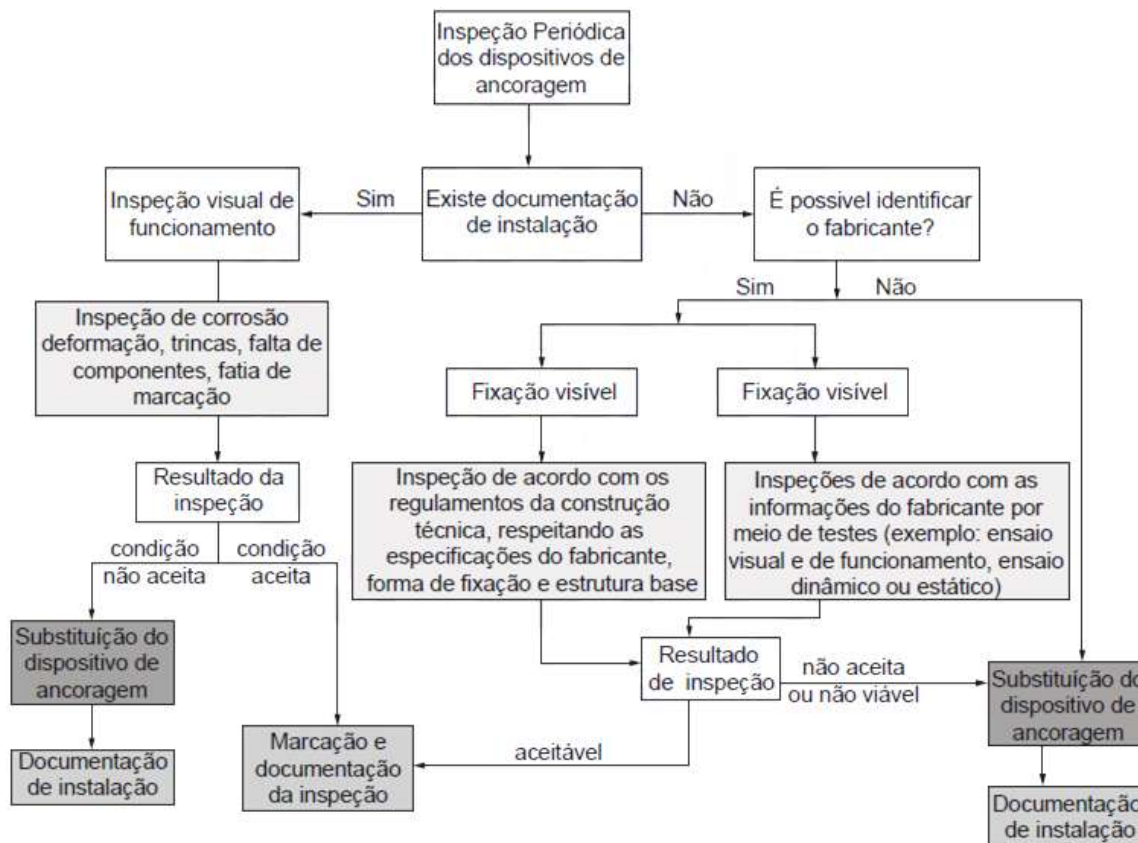 Inspeção Periódica
dos dispositivos de
ancoragem
Inspeção visual de
funcionamento
Sim
Existe documentação
de instalação
Não
É possivel identificar
o fabricante?
Sim
Não
Inspeção de corrosão
deformação, trincas, falta de
componentes, fatia de
marcação
Fixação visível
Fixação visível
Resultado da
inspeção
Inspeção de acordo com os
regulamentos da construção
técnica, respeitando as
especificações do fabricante,
forma de fixação e estrutura base
Inspeções de acordo com as
informações do fabricante por
meio de testes (exemplo: ensaio
visual e de funcionamento, ensaio
dinâmico ou estático)
condição
não aceita
condição
aceita
Substituíção do
dispositivo de
ancoragem
Resultado
de inspeção
não aceita
ou não viável
Substituíção do
dispositivo de
ancoragem
Documentação
de instalação
Marcação e
documentação
da inspeção
aceitável
Documentação
de instalação